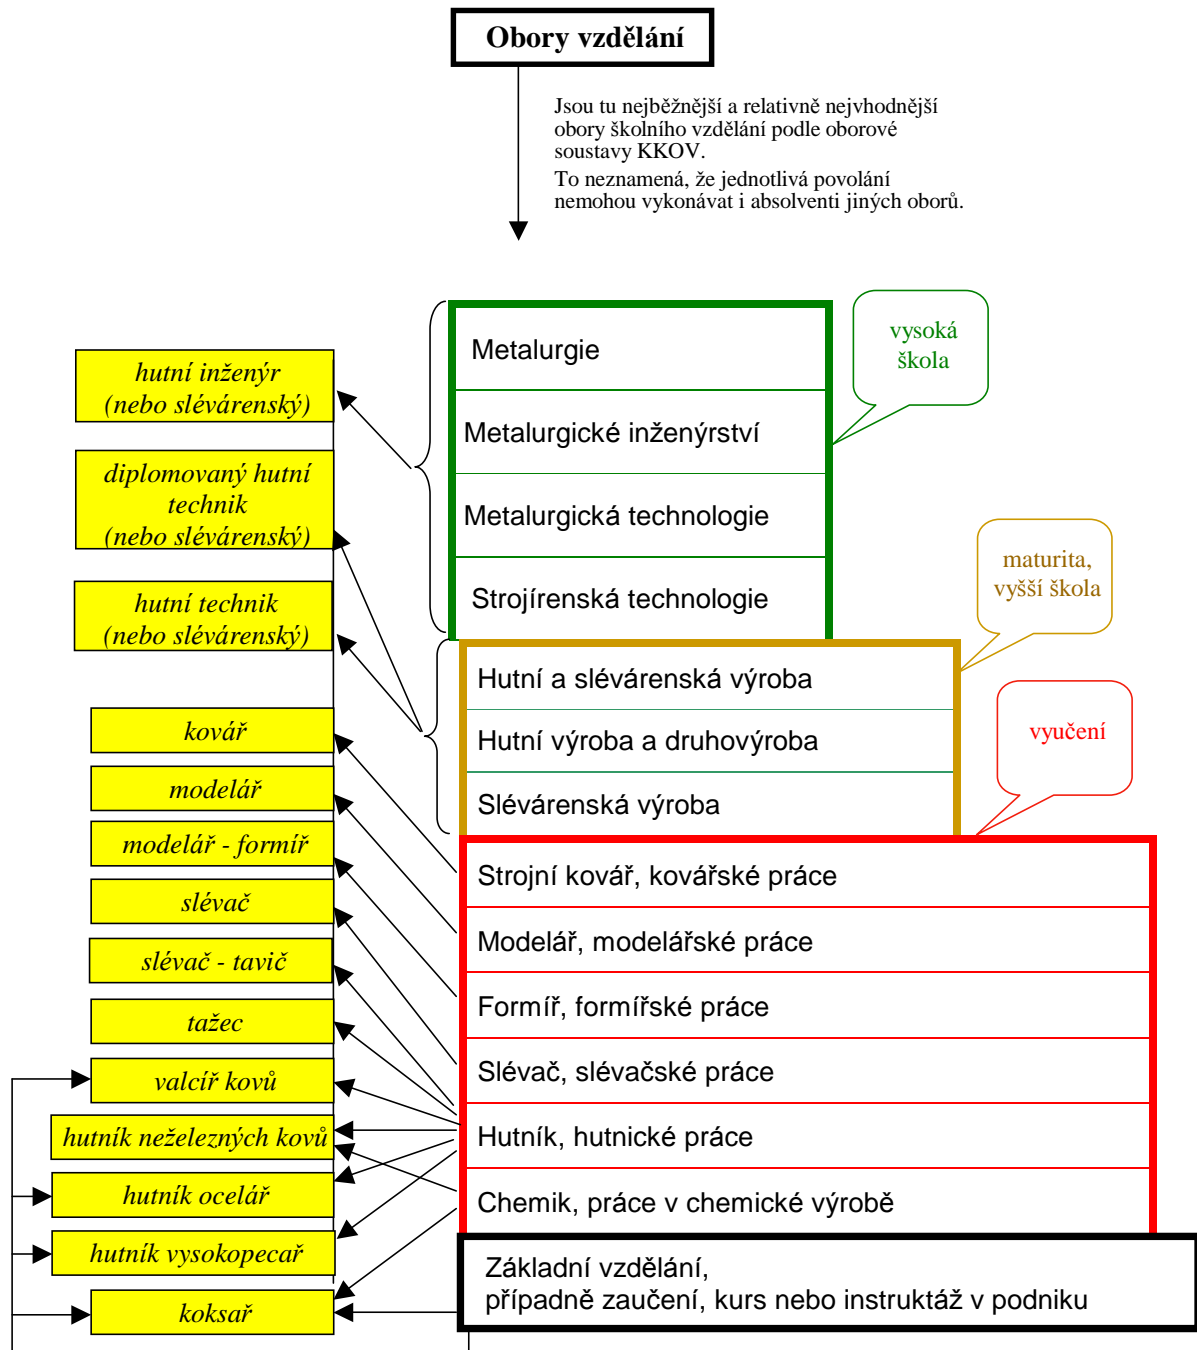 Obory vzdělání
Jsou tu nejběžnější a relativně nejvhodnější
obory školního vzdělání podle oborové
soustavy KKOV.
To neznamená, že jednotlivá povolání
nemohou vykonávat i absolventi jiných oborů.
vysoká
škola
Metalurgie
Metalurgické inženýrství
Metalurgická technologie
Strojírenská technologie
maturita,
vyšší škola
Hutní a slévárenská výroba
Hutní výroba a druhovýroba
Slévárenská výroba
vyučení
Strojní kovář, kovářské práce
Modelář, modelářské práce
Formíř, formířské práce
Slévač, slévačské práce
Hutník, hutnické práce
Chemik, práce v chemické výrobě
Základní vzdělání,
případně zaučení, kurs nebo instruktáž v podniku
hutní inženýr
(nebo slévárenský)
diplomovaný hutní
technik
(nebo slévárenský)
hutní technik
(nebo slévárenský)
kovář
modelář
modelář - formíř
slévač
slévač - tavič
tažec
valcíř kovů
hutník neželezných kovů
hutník ocelář
hutník vysokopecař
koksař